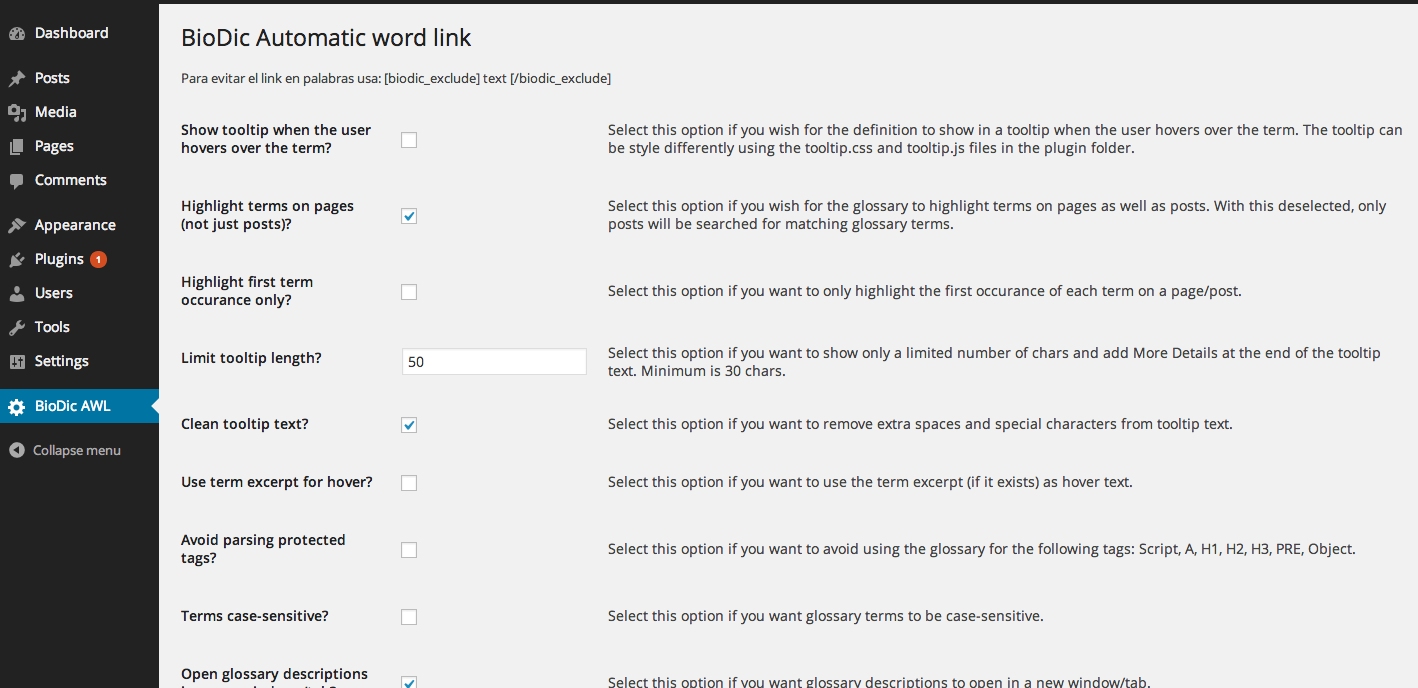 Dashboard
Posts
Media
Pages
Comments
Appearance
Plugins 1
Users
Tools
Settings
BioDic AWL
Collapse menu
BioDic Automatic word link
Para evitar el link en palabras usa: [biodic_exclude] text [/biodic_exclude]
Show tooltip when the user
hovers over the term?
Select this option if you wish for the definition to show in a tooltip when the user hovers over the term. The tooltip can
be style differently using the tooltip.css and tooltip.js files in the plugin folder.
Highlight terms on pages
(not just posts)?
Select this option if you wish for the glossary to highlight terms on pages as well as posts. With this deselected, only
posts will be searched for matching glossary terms.
Highlight first term
occurance only?
Select this option if you want to only highlight the first occurance of each term on a page/post.
Limit tooltip length?
50
Select this option if you want to show only a limited number of chars and add More Details at the end of the tooltip
text. Minimum is 30 chars.
Clean tooltip text?
Select this option if you want to remove extra spaces and special characters from tooltip text.
Use term excerpt for hover?
Select this option if you want to use the term excerpt (if it exists) as hover text.
Avoid parsing protected
tags?
Select this option if you want to avoid using the glossary for the following tags: Script, A, H1, H2, H3, PRE, Object.
Terms case-sensitive?
Select this option if you want glossary terms to be case-sensitive.
Open glossary descriptions
Select this option if you want glossary descriptions to open in a new window/tab.